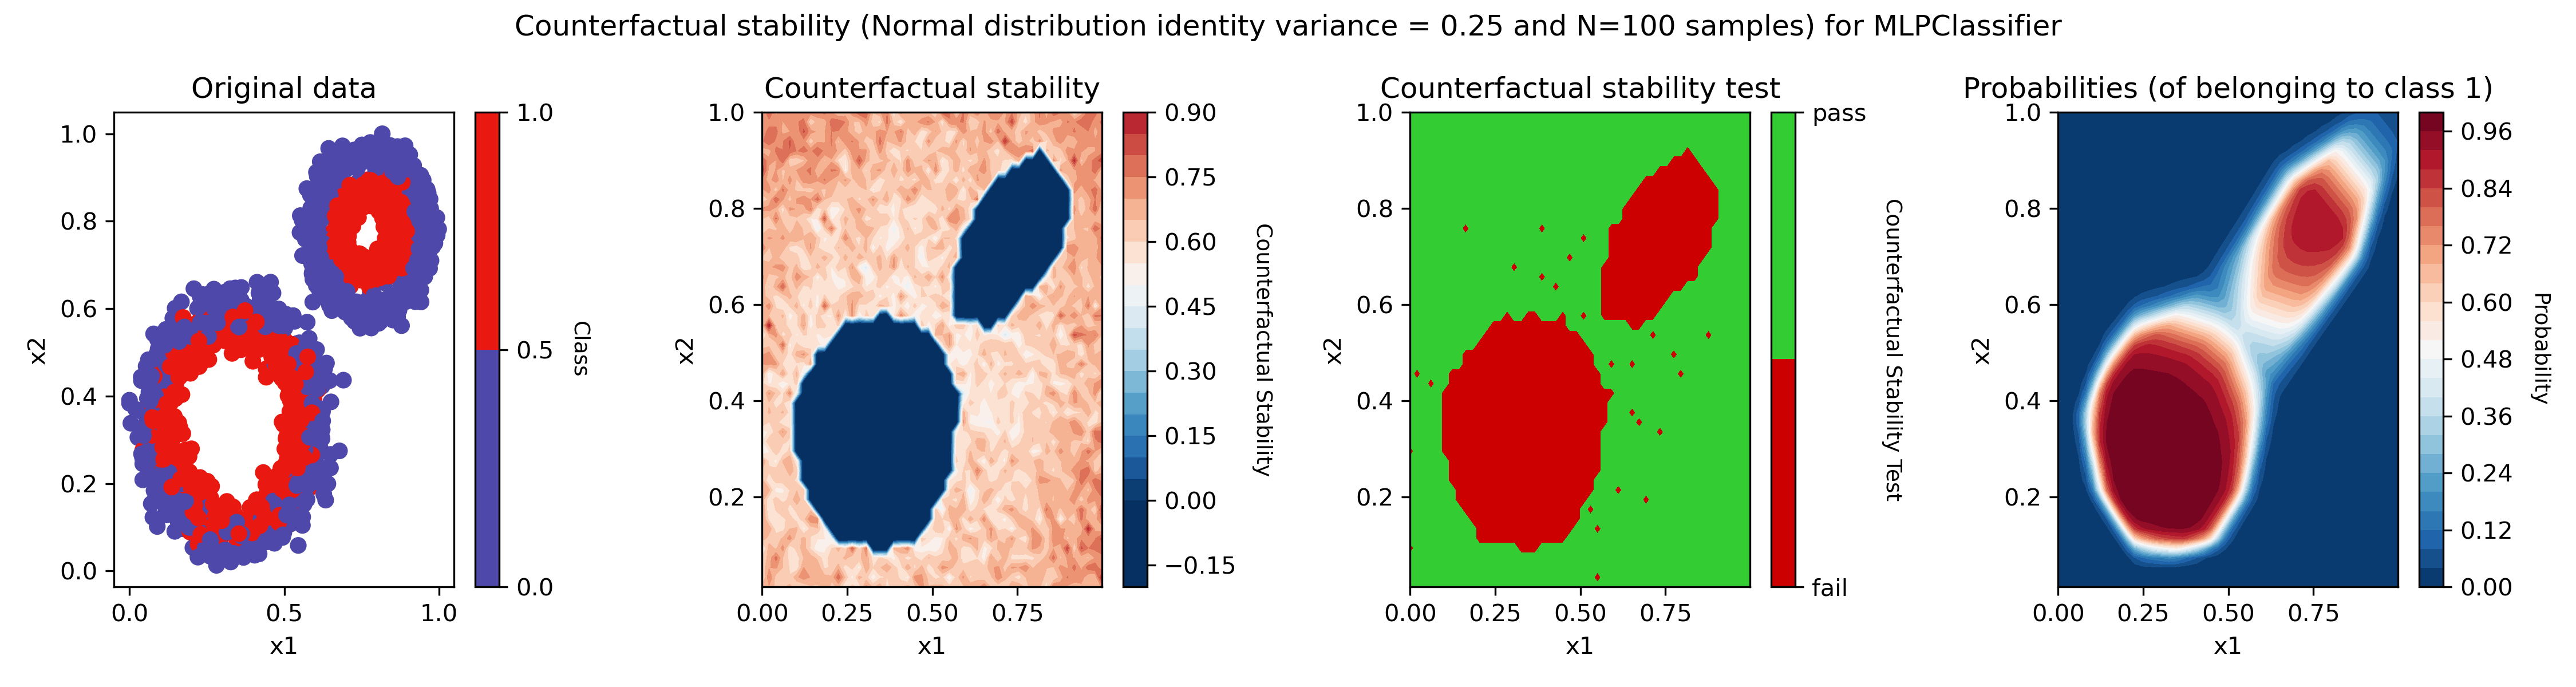 Counterfactual stability (Normal distribution identity variance = 0.25 and N=100 samples) for MLPClassifier
Original data
1.0
0.8
0.6
0.4
0.2
0.0
x2
0.0 0.5 1.0
x1
1.0
0.5
0.0
Class
Counterfactual stability
1.0
0.8
0.6
0.4
0.2
x2
0.00 0.25 0.50 0.75
x1
0.90
0.75
0.60
0.45
0.30
0.15
0.00
−0.15
Counterfactual Stability
Counterfactual stability test
1.0
0.8
0.6
0.4
0.2
x2
0.00 0.25 0.50 0.75
x1
pass
fail
Counterfactual Stability Test
Probabilities (of belonging to class 1)
1.0
0.8
0.6
0.4
0.2
x2
0.00 0.25 0.50 0.75
x1
0.96
0.84
0.72
0.60
0.48
0.36
0.24
0.12
0.00
Probability